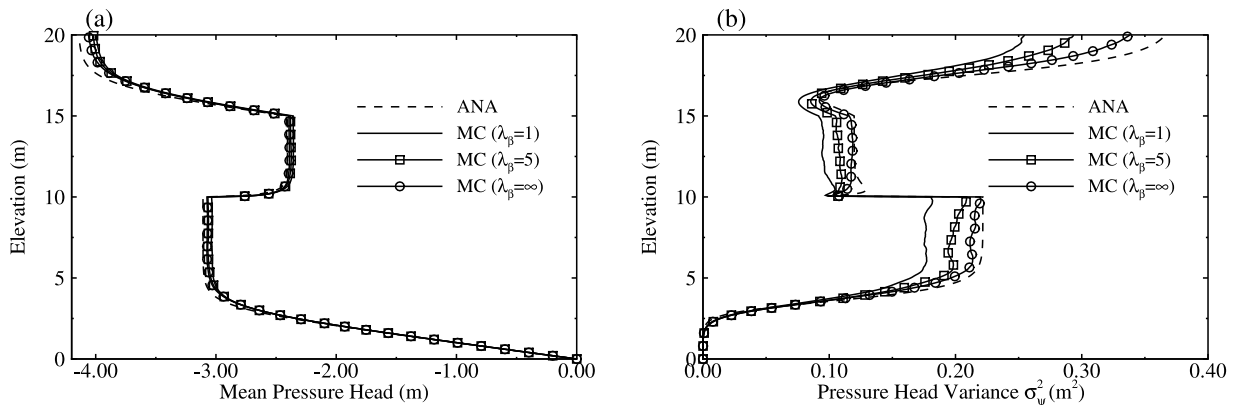 (a)
20
15
10
5
0
Elevation (m)
-4.00
-3.00
-2.00
-1.00
0.00
Mean Pressure Head (m)
ANA
MC (λβ=1)
MC (λβ=5)
MC (λβ=∞)
(b)
20
15
10
5
0
Elevation (m)
0.00
0.10
0.20
0.30
0.40
Pressure Head Variance σ²ψ (m²)
ANA
MC (λβ=1)
MC (λβ=5)
MC (λβ=∞)